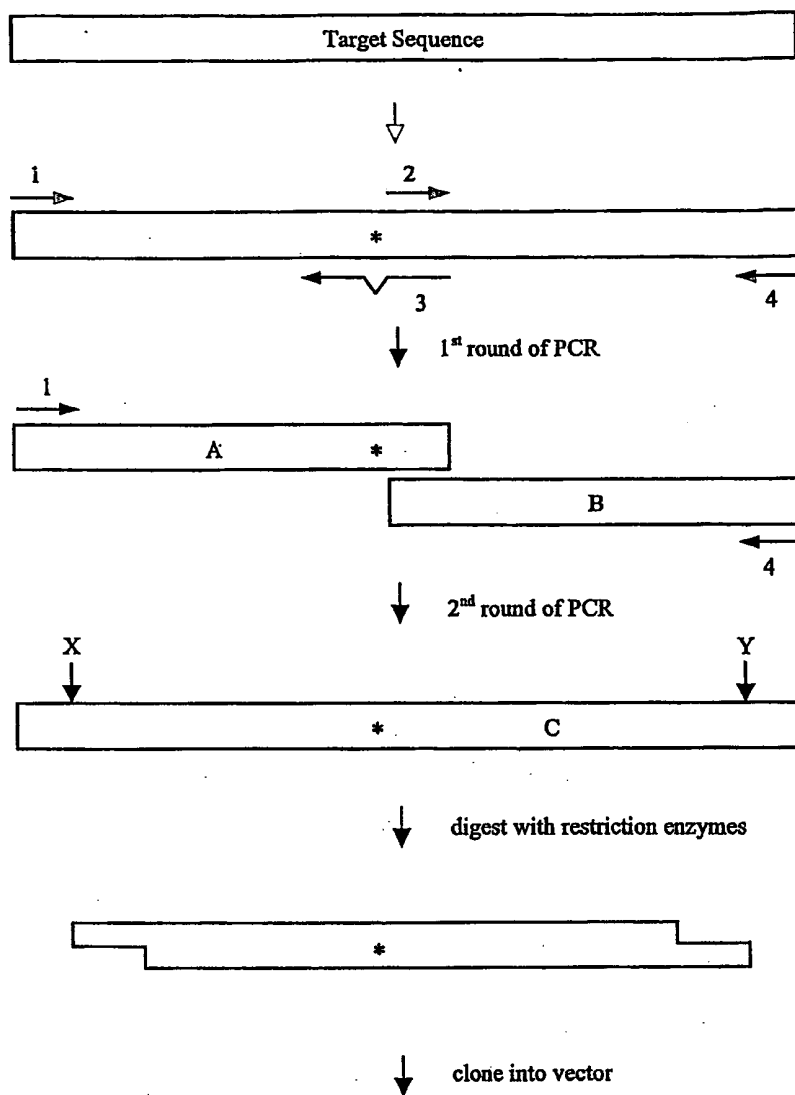 Target Sequence
1
2
*
3
4
1st round of PCR
1
A *
B
4
2nd round of PCR
X Y
* C
digest with restriction enzymes
*
clone into vector